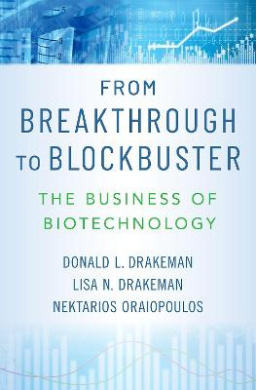 FROM
BREAKTHROUGH
TO BLOCKBUSTER
THE BUSINESS OF
BIOTECHNOLOGY
DONALD L. DRAKEMAN
LISA N. DRAKEMAN
NEKTARIOS ORAIOPOULOS